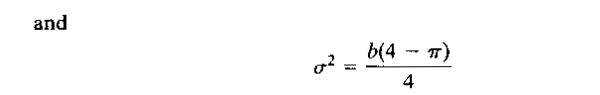 and
σ² = b(4 − π) / 4